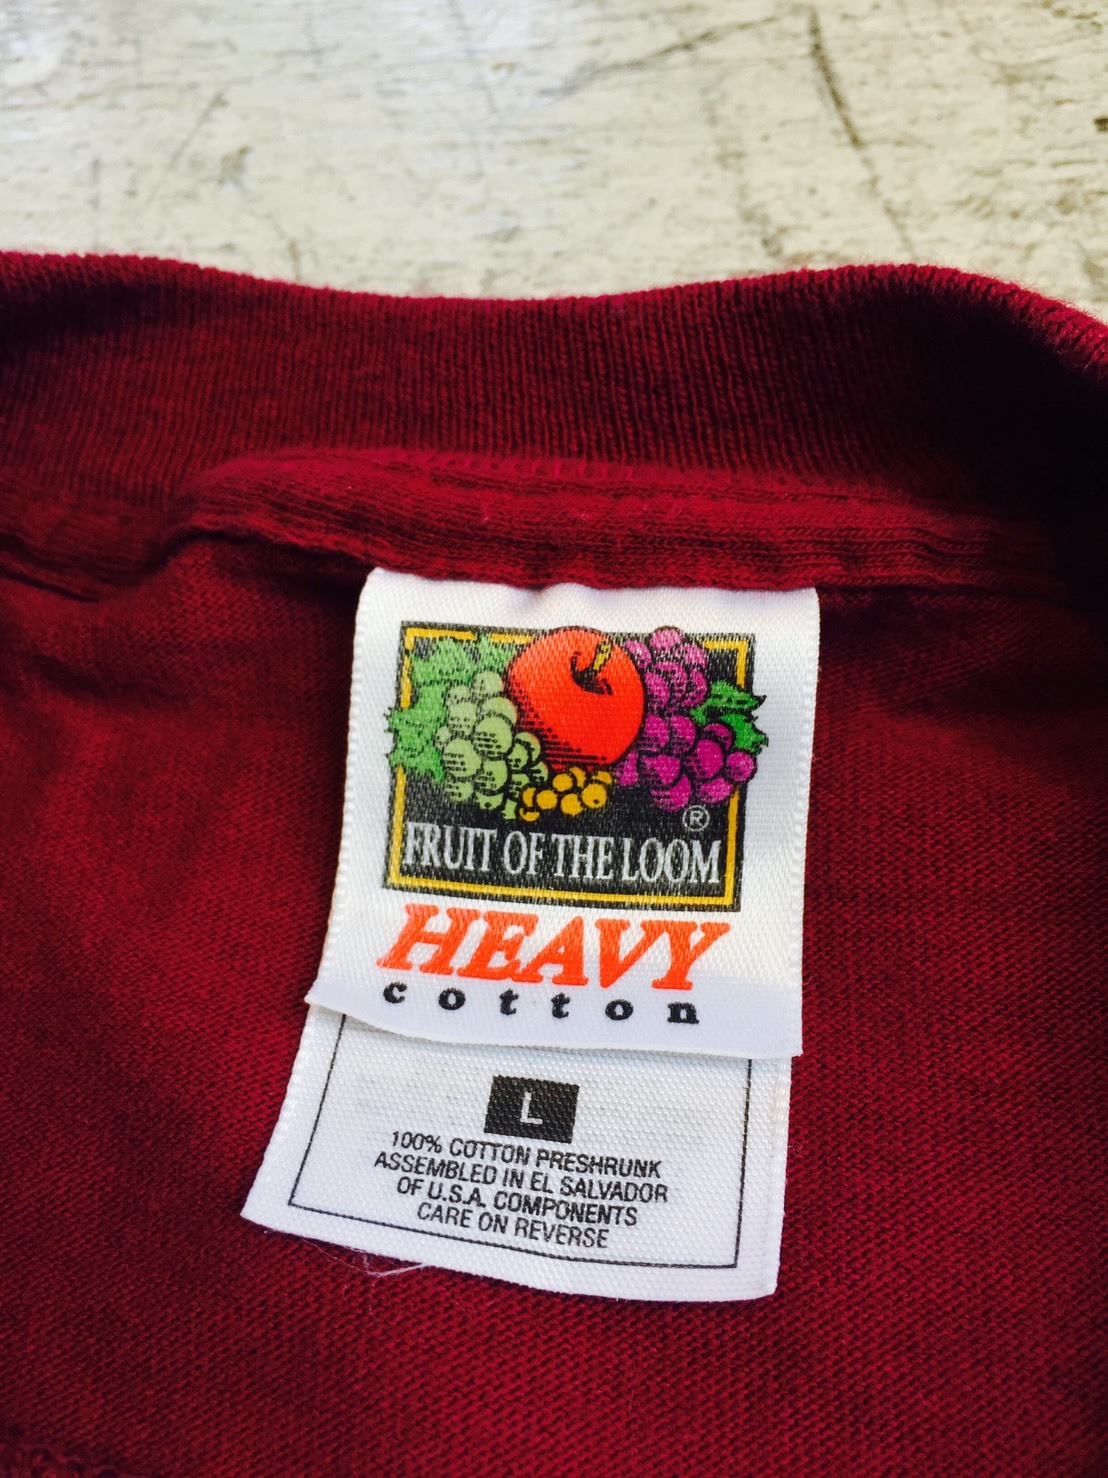 ®
FRUIT OF THE LOOM
HEAVY
cotton
L
100% COTTON PRESHRUNK
ASSEMBLED IN EL SALVADOR
OF U.S.A. COMPONENTS
CARE ON REVERSE